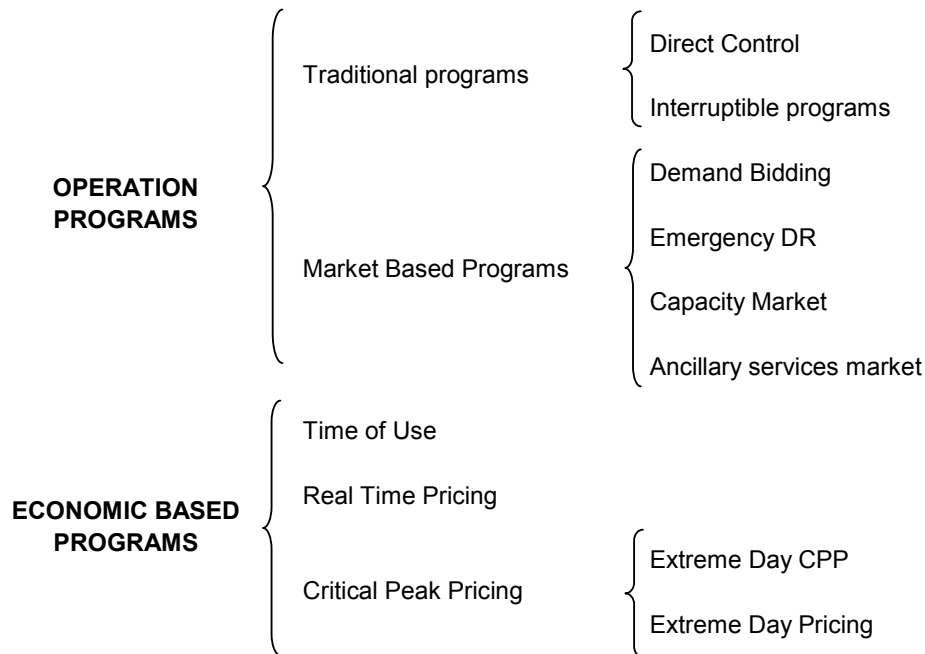 OPERATION
PROGRAMS
Traditional programs
Direct Control
Interruptible programs
Market Based Programs
Demand Bidding
Emergency DR
Capacity Market
Ancillary services market
ECONOMIC BASED
PROGRAMS
Time of Use
Real Time Pricing
Critical Peak Pricing
Extreme Day CPP
Extreme Day Pricing